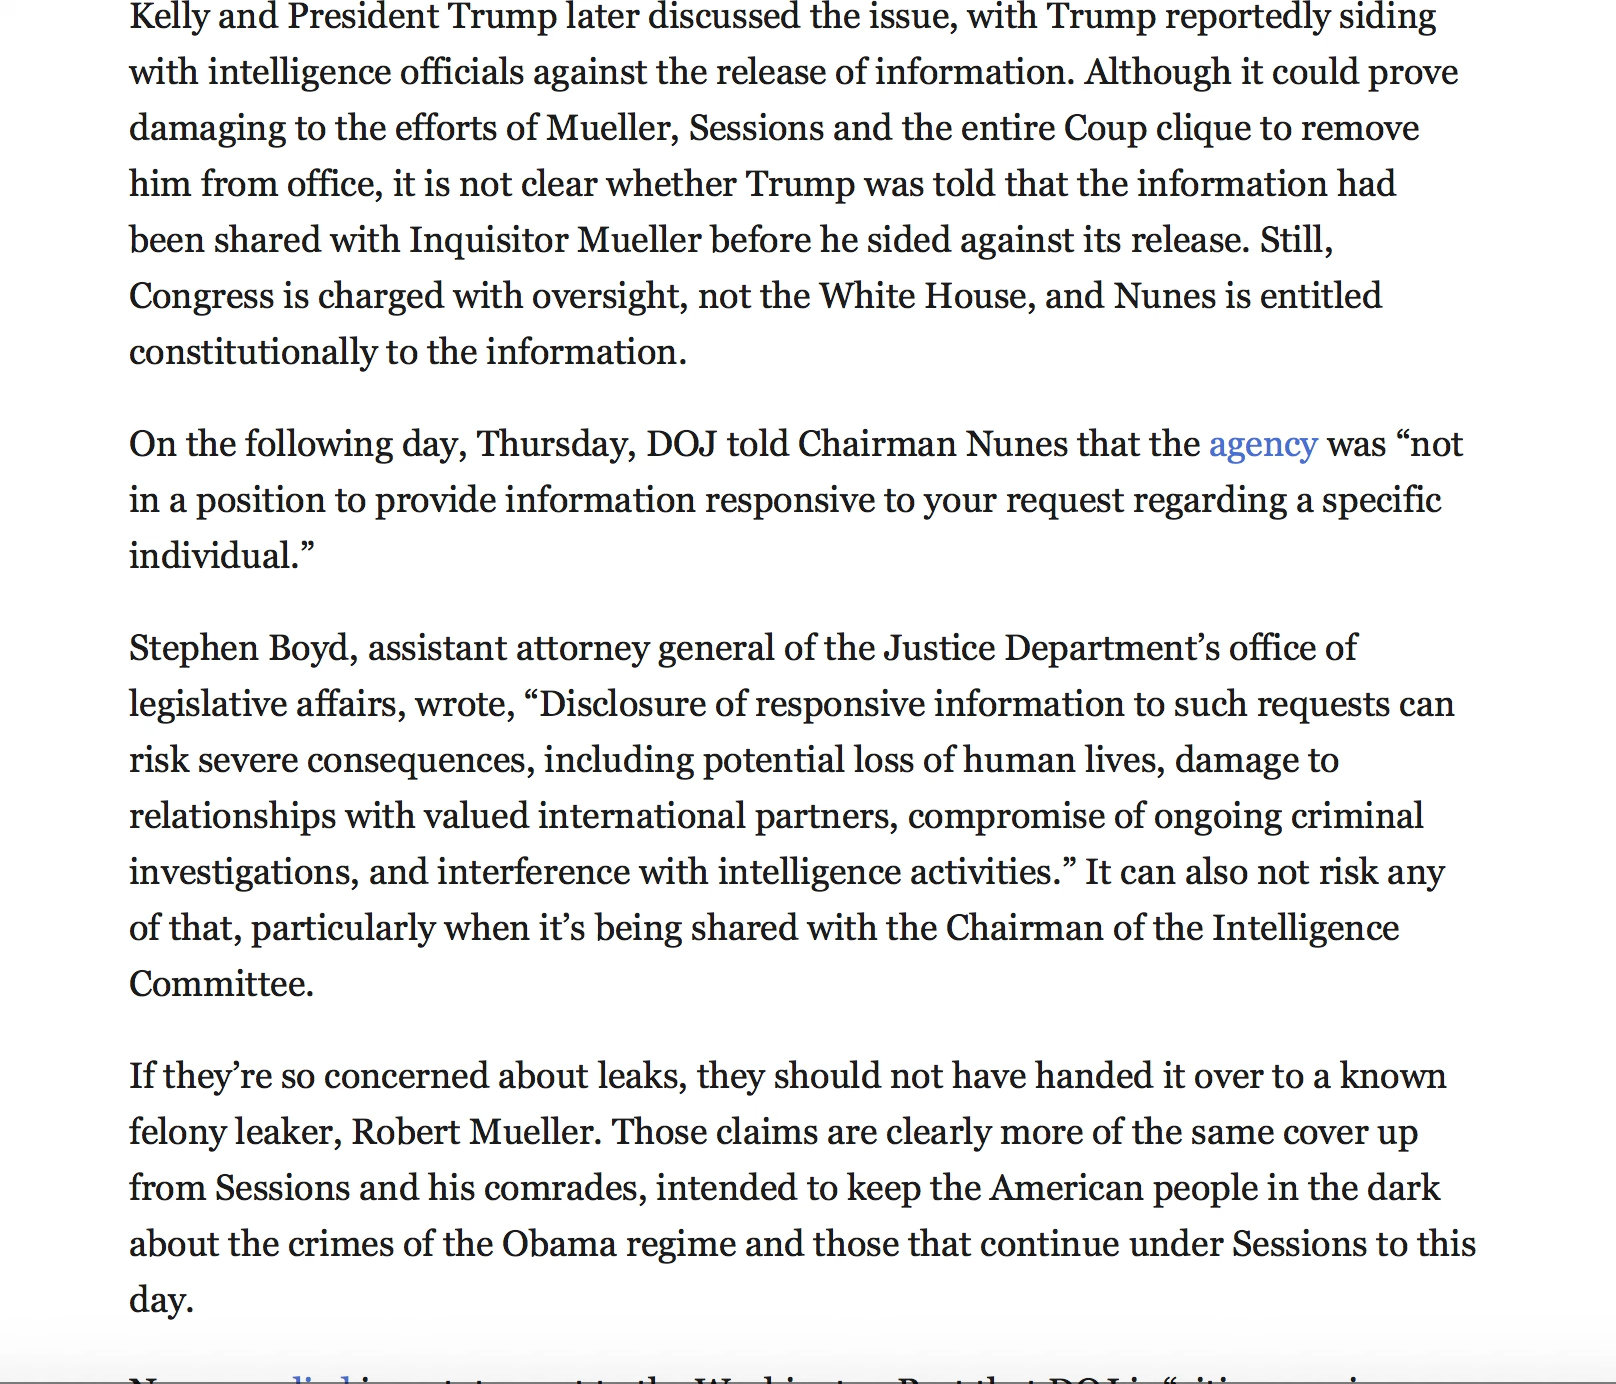 Kelly and President Trump later discussed the issue, with Trump reportedly siding
with intelligence officials against the release of information. Although it could prove
damaging to the efforts of Mueller, Sessions and the entire Coup clique to remove
him from office, it is not clear whether Trump was told that the information had
been shared with Inquisitor Mueller before he sided against its release. Still,
Congress is charged with oversight, not the White House, and Nunes is entitled
constitutionally to the information.
On the following day, Thursday, DOJ told Chairman Nunes that the agency was “not
in a position to provide information responsive to your request regarding a specific
individual.”
Stephen Boyd, assistant attorney general of the Justice Department’s office of
legislative affairs, wrote, “Disclosure of responsive information to such requests can
risk severe consequences, including potential loss of human lives, damage to
relationships with valued international partners, compromise of ongoing criminal
investigations, and interference with intelligence activities.” It can also not risk any
of that, particularly when it’s being shared with the Chairman of the Intelligence
Committee.
If they’re so concerned about leaks, they should not have handed it over to a known
felony leaker, Robert Mueller. Those claims are clearly more of the same cover up
from Sessions and his comrades, intended to keep the American people in the dark
about the crimes of the Obama regime and those that continue under Sessions to this
day.